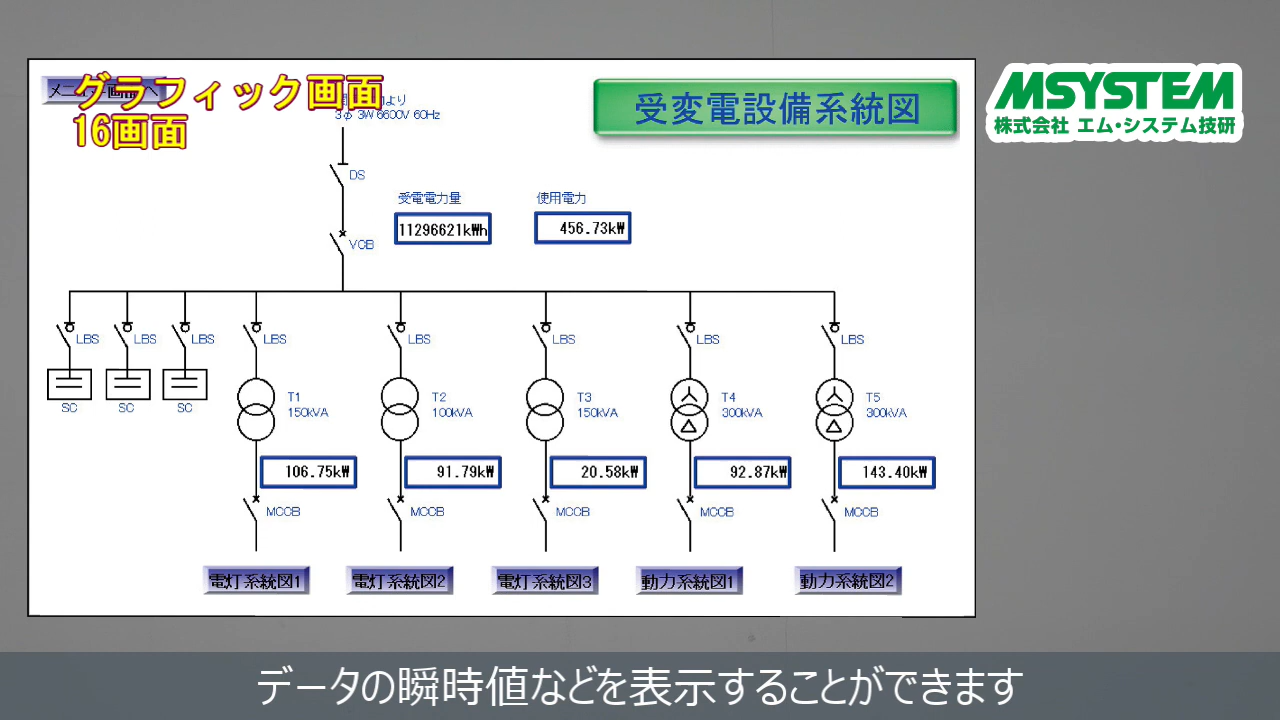 グラフィック画面
16画面
より
3φ 3W 6600V 60Hz
受変電設備系統図
MSYSTEM
株式会社 エム・システム技研
DS
受電電力量
使用電力
11296621kWh
456.73kW
VCB
LBS
LBS
LBS
LBS
LBS
LBS
LBS
LBS
SC
SC
SC
T1
150kVA
T2
100kVA
T3
150kVA
T4
300kVA
T5
300kVA
106.75kW
91.79kW
20.58kW
92.87kW
143.40kW
MCCB
MCCB
MCCB
MCCB
MCCB
電灯系統図1
電灯系統図2
電灯系統図3
動力系統図1
動力系統図2
データの瞬時値などを表示することができます